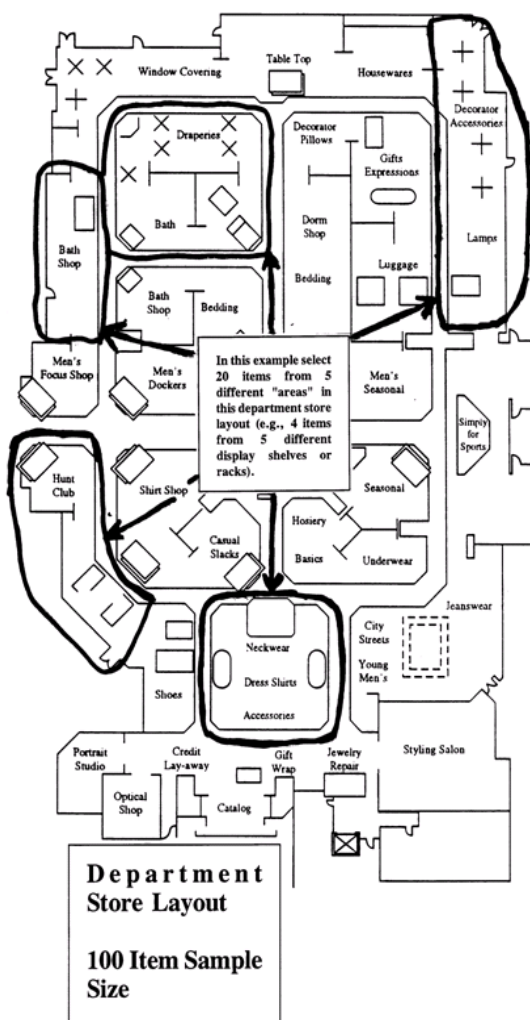 Table Top
Window Covering
Housewares
Draperies
Decorator
Pillows
Gifts
Expressions
Decorator
Accessories
Bath
Dorm
Shop
Lamps
Bath
Shop
Bedding
Luggage
Bath
Shop
Bedding
Men's
Focus Shop
Men's
Dockers
In this example select
20 items from 5
different "areas" in
this department store
layout (e.g., 4 items
from 5 different
display shelves or
racks).
Men's
Seasonal
Simply
for
Sports
Hunt
Club
Shirt Shop
Seasonal
Casual
Slacks
Hosiery
Basics
Underwear
Jeanswear
City
Streets
Young
Men's
Neckwear
Dress Shirts
Accessories
Shoes
Portrait
Studio
Credit
Lay-away
Gift
Wrap
Jewelry
Repair
Styling Salon
Optical
Shop
Catalog
Department
Store Layout
100 Item Sample
Size